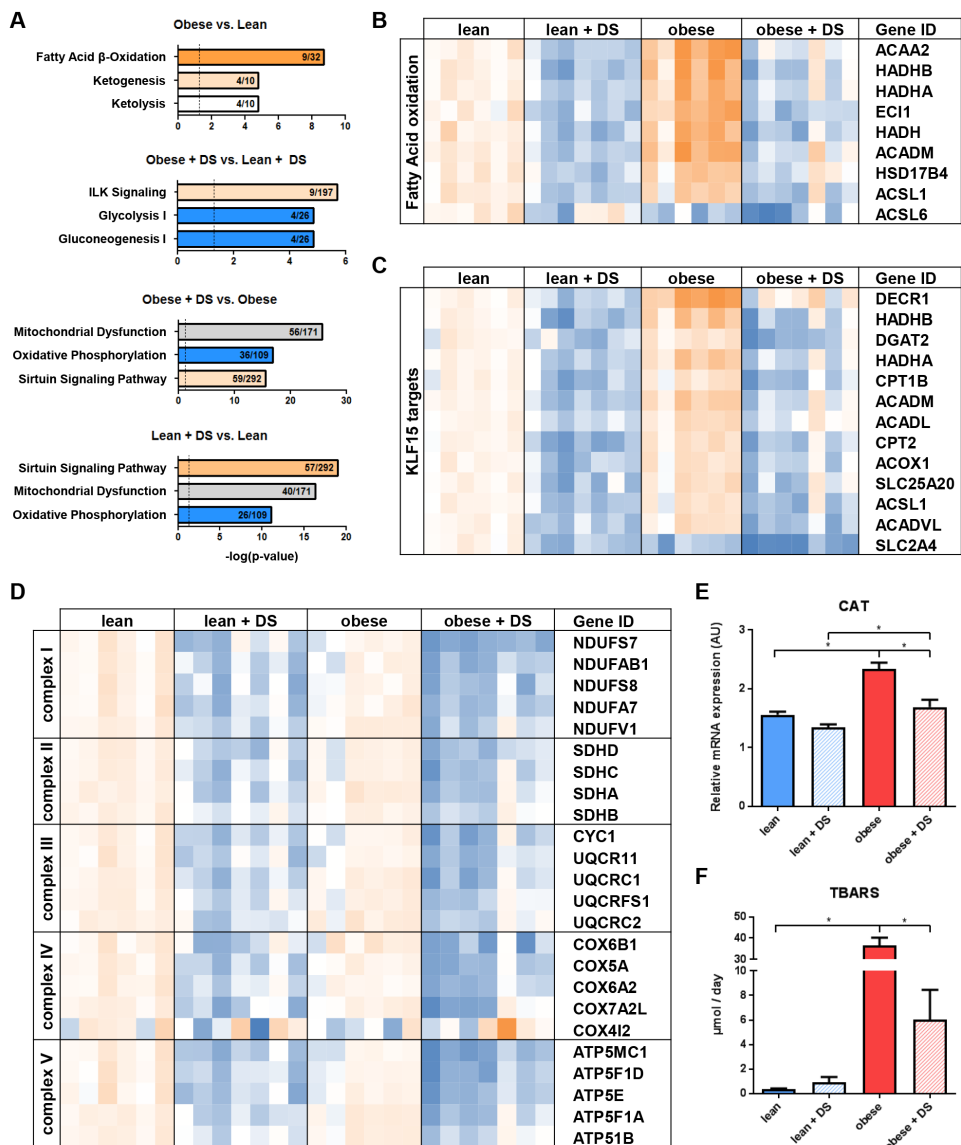 A
Obese vs. Lean
Fatty Acid β-Oxidation 9/32
Ketogenesis 4/10
Ketolysis 4/10
0 2 4 6 8 10
Obese + DS vs. Lean + DS
ILK Signaling 9/197
Glycolysis I 4/26
Gluconeogenesis I 4/26
0 2 4 6
Obese + DS vs. Obese
Mitochondrial Dysfunction 56/171
Oxidative Phosphorylation 36/109
Sirtuin Signaling Pathway 59/292
0 10 20 30
Lean + DS vs. Lean
Sirtuin Signaling Pathway 57/292
Mitochondrial Dysfunction 40/171
Oxidative Phosphorylation 26/109
0 5 10 15 20
-log(p-value)
B
lean lean + DS obese obese + DS Gene ID
Fatty Acid oxidation
ACAA2
HADHB
HADHA
ECI1
HADH
ACADM
HSD17B4
ACSL1
ACSL6
C
lean lean + DS obese obese + DS Gene ID
KLF15 targets
DECR1
HADHB
DGAT2
HADHA
CPT1B
ACADM
ACADL
CPT2
ACOX1
SLC25A20
ACSL1
ACADVL
SLC2A4
D
lean lean + DS obese obese + DS Gene ID
complex I
NDUFS7
NDUFAB1
NDUFS8
NDUFA7
NDUFV1
complex II
SDHD
SDHC
SDHA
SDHB
complex III
CYC1
UQCR11
UQCRC1
UQCRFS1
UQCRC2
complex IV
COX6B1
COX5A
COX6A2
COX7A2L
COX4I2
complex V
ATP5MC1
ATP5F1D
ATP5E
ATP5F1A
ATP51B
E
CAT
Relative mRNA expression (AU)
3
2
1
0
*
* *
lean lean + DS obese obese + DS
F
TBARS
µmol / day
50
40
30
10
8
6
4
2
0
* *
lean lean + DS obese obese + DS